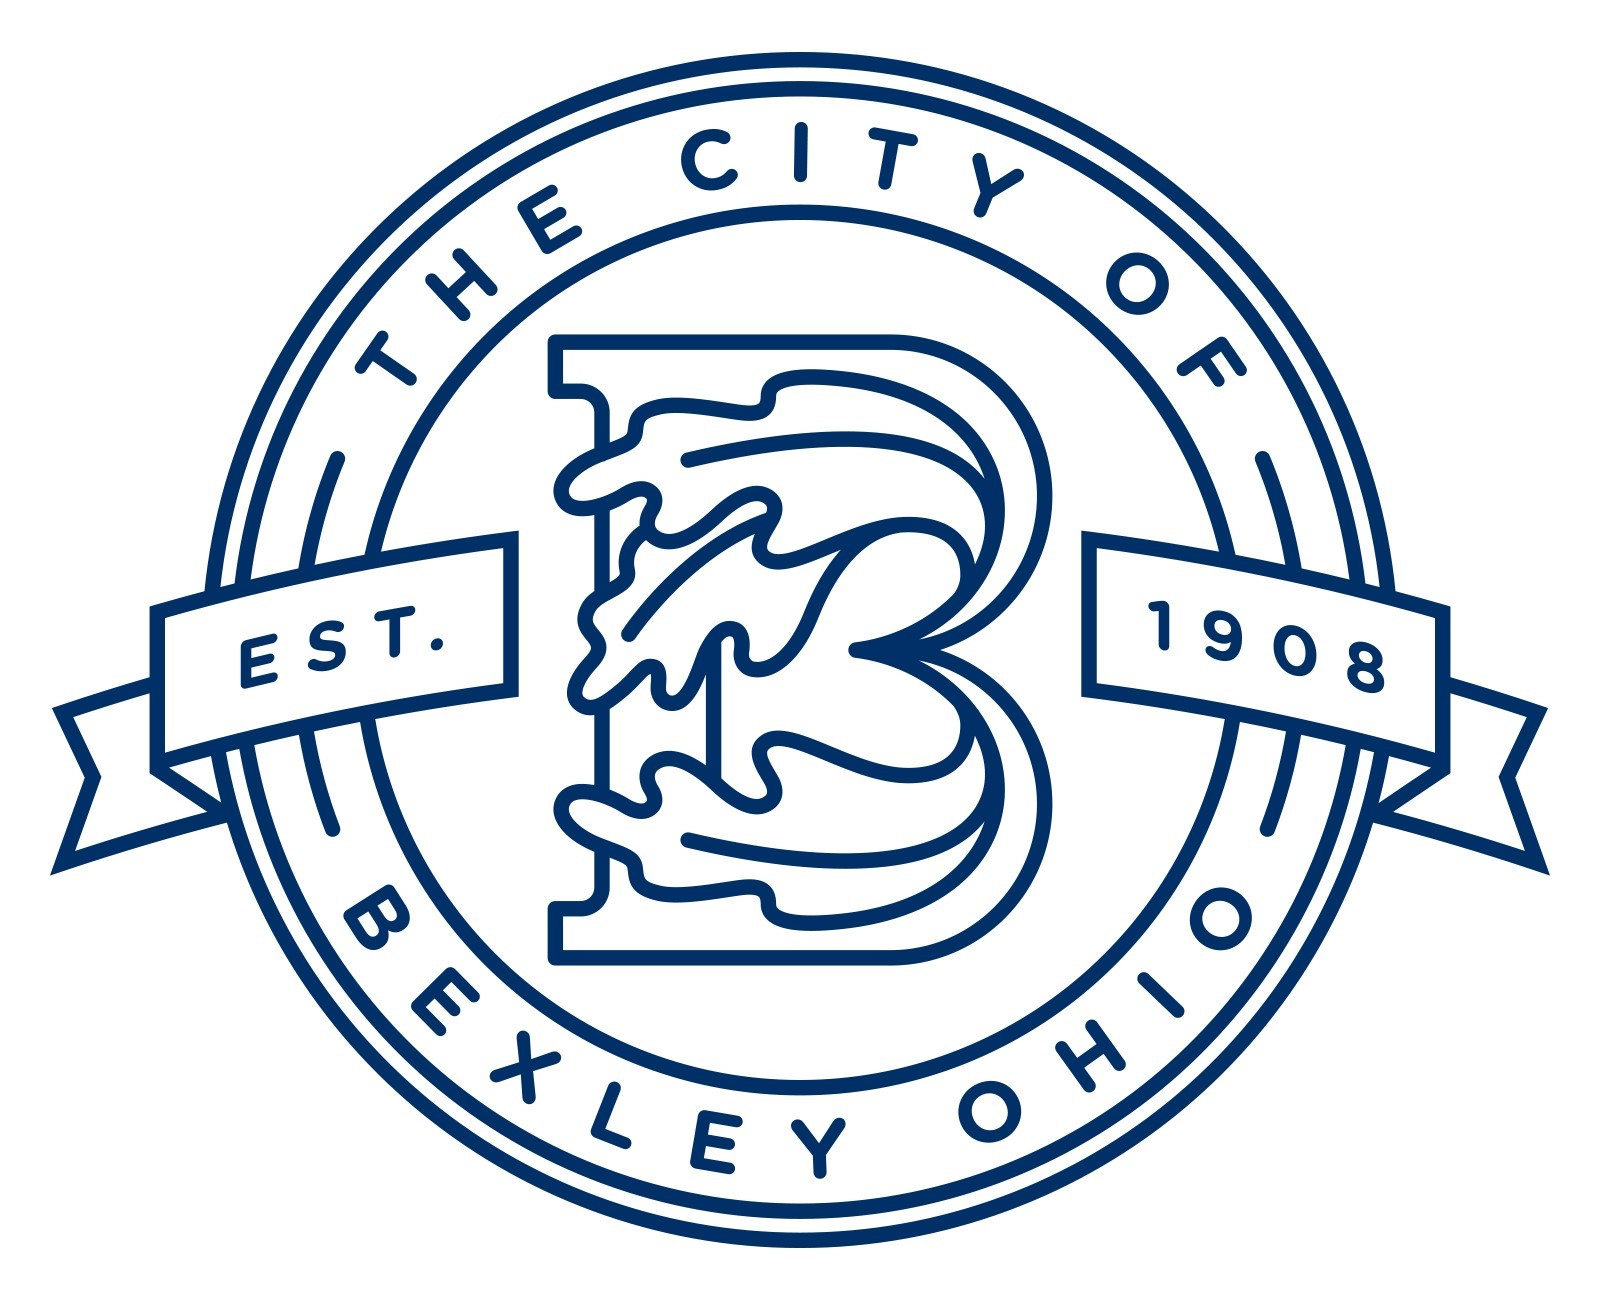 THE CITY OF
EST. 1908
B
BEXLEY OHIO